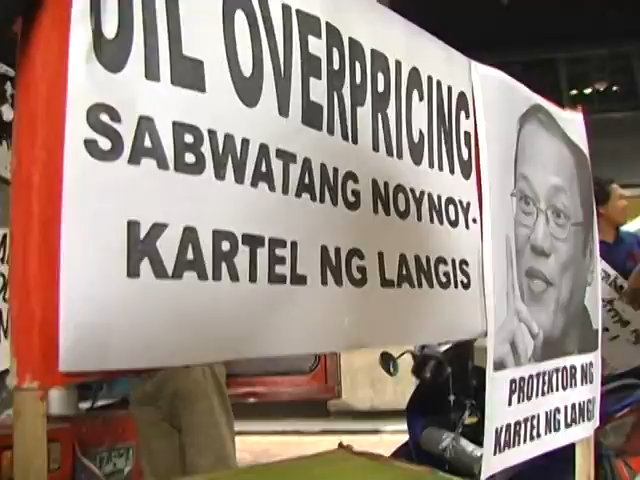 OIL OVERPRICING
SABWATANG NOYNOY-
KARTEL NG LANGIS
PROTEKTOR NG
KARTEL NG LANGIS